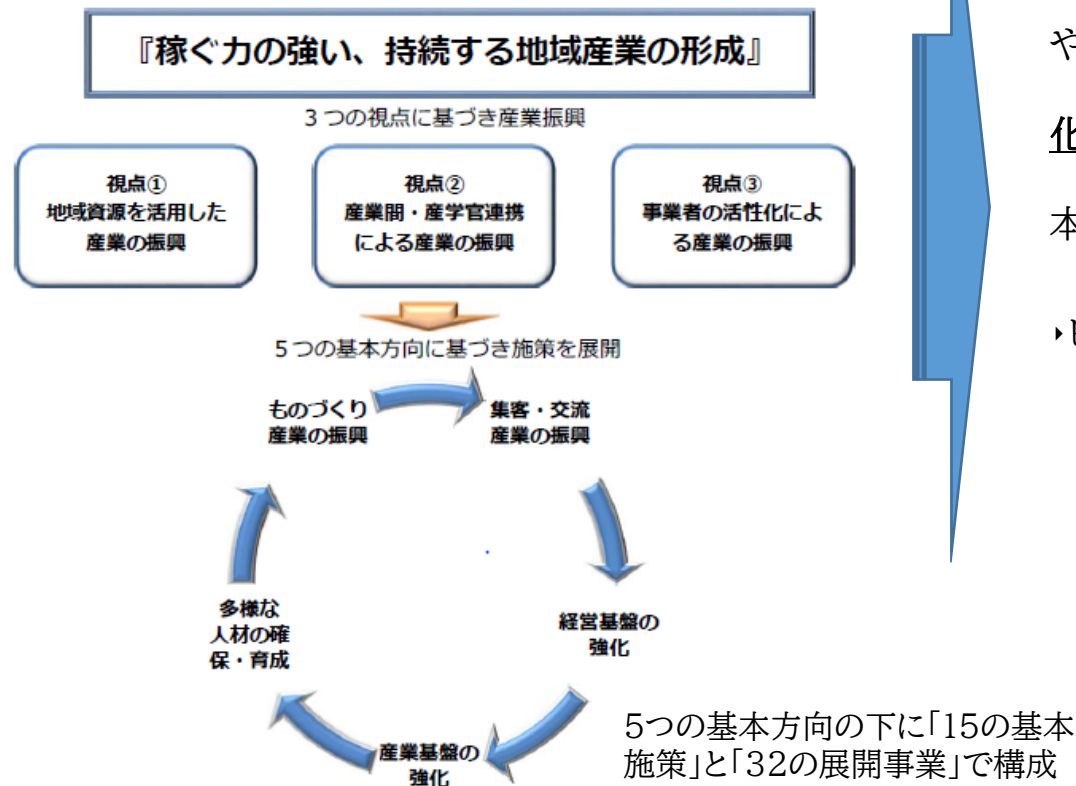 『稼ぐ力の強い、持続する地域産業の形成』
3つの視点に基づき産業振興
視点①
地域資源を活用した
産業の振興
視点②
産業間・産学官連携
による産業の振興
視点③
事業者の活性化によ
る産業の振興
5つの基本方向に基づき施策を展開
ものづくり
産業の振興
集客・交流
産業の振興
経営基盤の
強化
産業基盤の
強化
多様な
人材の確
保・育成
5つの基本方向の下に「15の基本
施策」と「32の展開事業」で構成
や
化
本